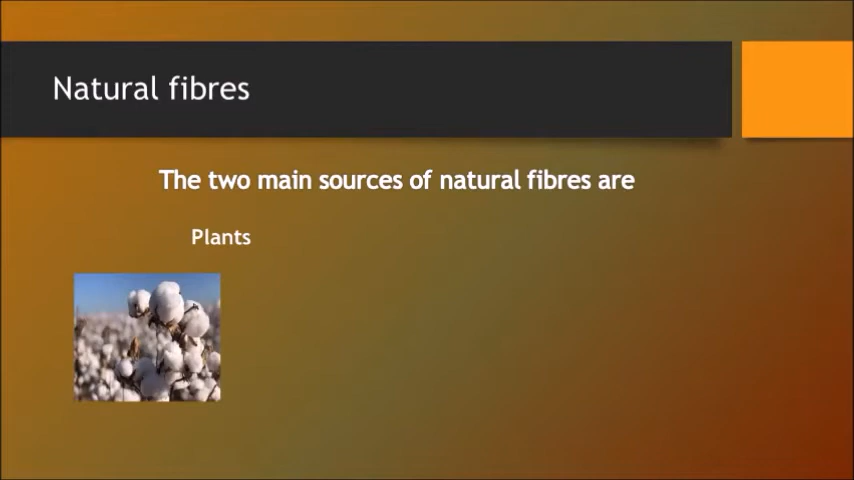 Natural fibres
The two main sources of natural fibres are
Plants